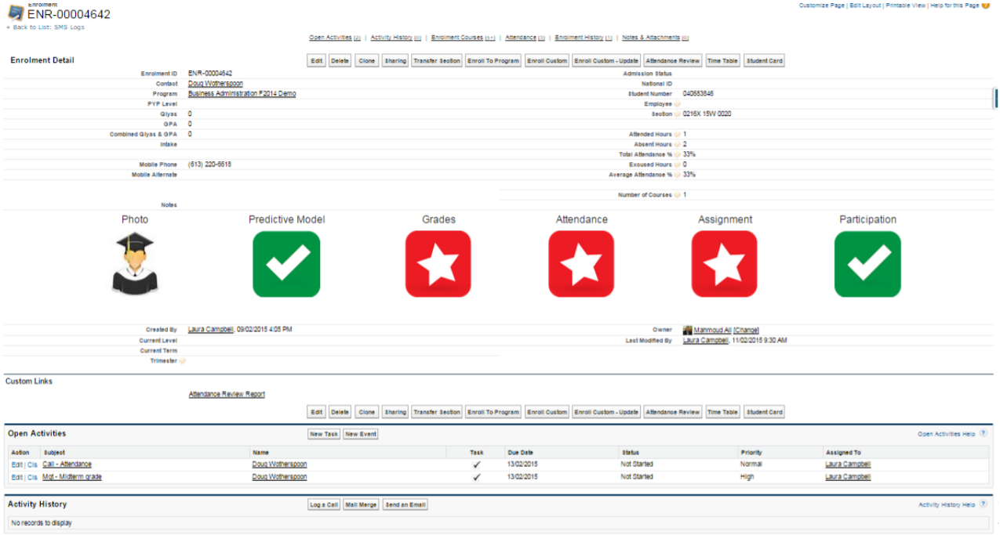 Enrolment
ENR-00004642
Customize Page | Edit Layout | Printable View | Help for this Page
« Back to List: SMS Logs
Open Activities [2] | Activity History [0] | Enrolment Courses [5+] | Attendance [3] | Enrolment History [1] | Notes & Attachments [0]
Enrolment Detail Edit Delete Clone Sharing Transfer Section Enroll To Program Enroll Custom Enroll Custom - Update Attendance Review Time Table Student Card
Enrolment ID ENR-00004642 Admission Status
Contact Doug Wotherspoon National ID
Program Business Administration F2014 Demo Student Number 040683846
PYP Level Employee
Qiyas 0 Section 0216X 15W 0020
GPA 0
Combined Qiyas & GPA 0 Attended Hours 1
Intake Absent Hours 2
Total Attendance % 33%
Mobile Phone (613) 220-6618 Excused Hours 0
Mobile Alternate Average Attendance % 33%
Number of Courses 1
Notes
Photo Predictive Model Grades Attendance Assignment Participation
Created By Laura Campbell, 09/02/2015 4:05 PM Owner Mahmoud Ali [Change]
Current Level Last Modified By Laura Campbell, 11/02/2015 9:30 AM
Current Term
Trimester
Custom Links
Attendance Review Report
Edit Delete Clone Sharing Transfer Section Enroll To Program Enroll Custom Enroll Custom - Update Attendance Review Time Table Student Card
Open Activities New Task New Event Open Activities Help ?
Action Subject Name Task Due Date Status Priority Assigned To
Edit | Cls Call - Attendance Doug Wotherspoon ✓ 13/02/2015 Not Started Normal Laura Campbell
Edit | Cls Mgt - Midterm grade Doug Wotherspoon ✓ 13/02/2015 Not Started High Laura Campbell
Activity History Log a Call Mail Merge Send an Email Activity History Help ?
No records to display